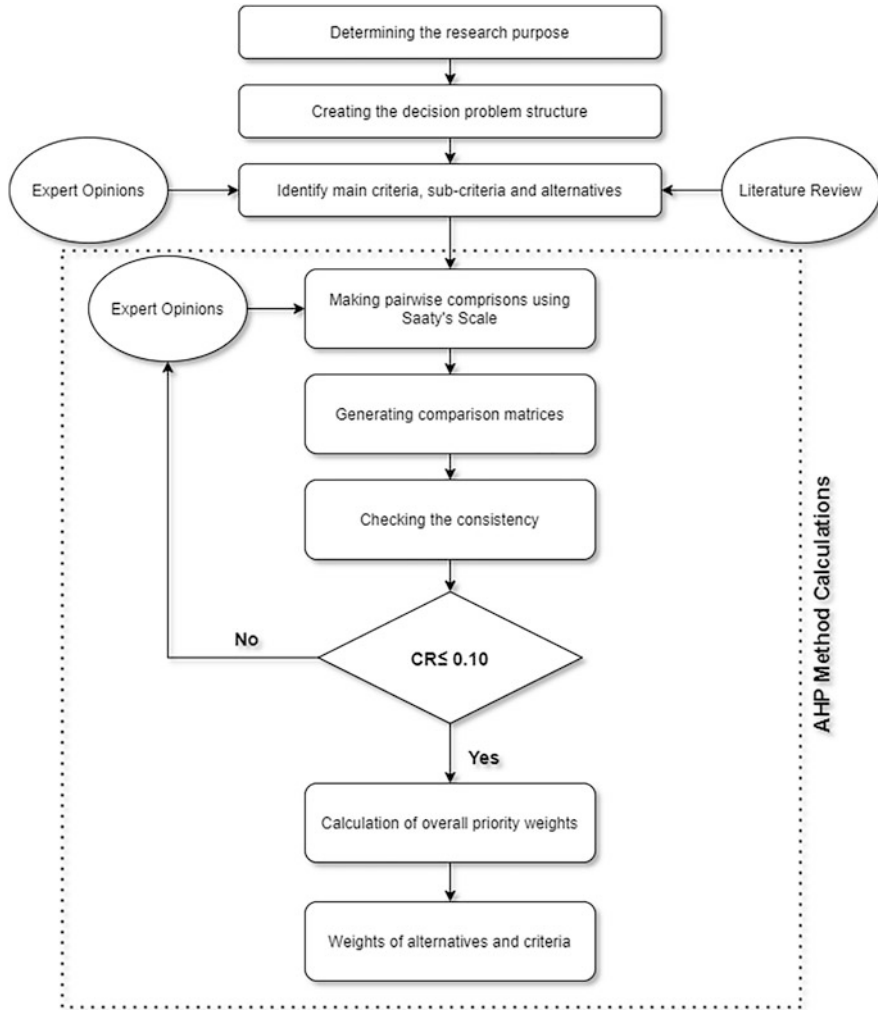 Determining the research purpose
Creating the decision problem structure
Expert Opinions
Identify main criteria, sub-criteria and alternatives
Literature Review
Expert Opinions
Making pairwise comprisons using
Saaty's Scale
Generating comparison matrices
Checking the consistency
No
CR≤ 0.10
Yes
Calculation of overall priority weights
Weights of alternatives and criteria
AHP Method Calculations